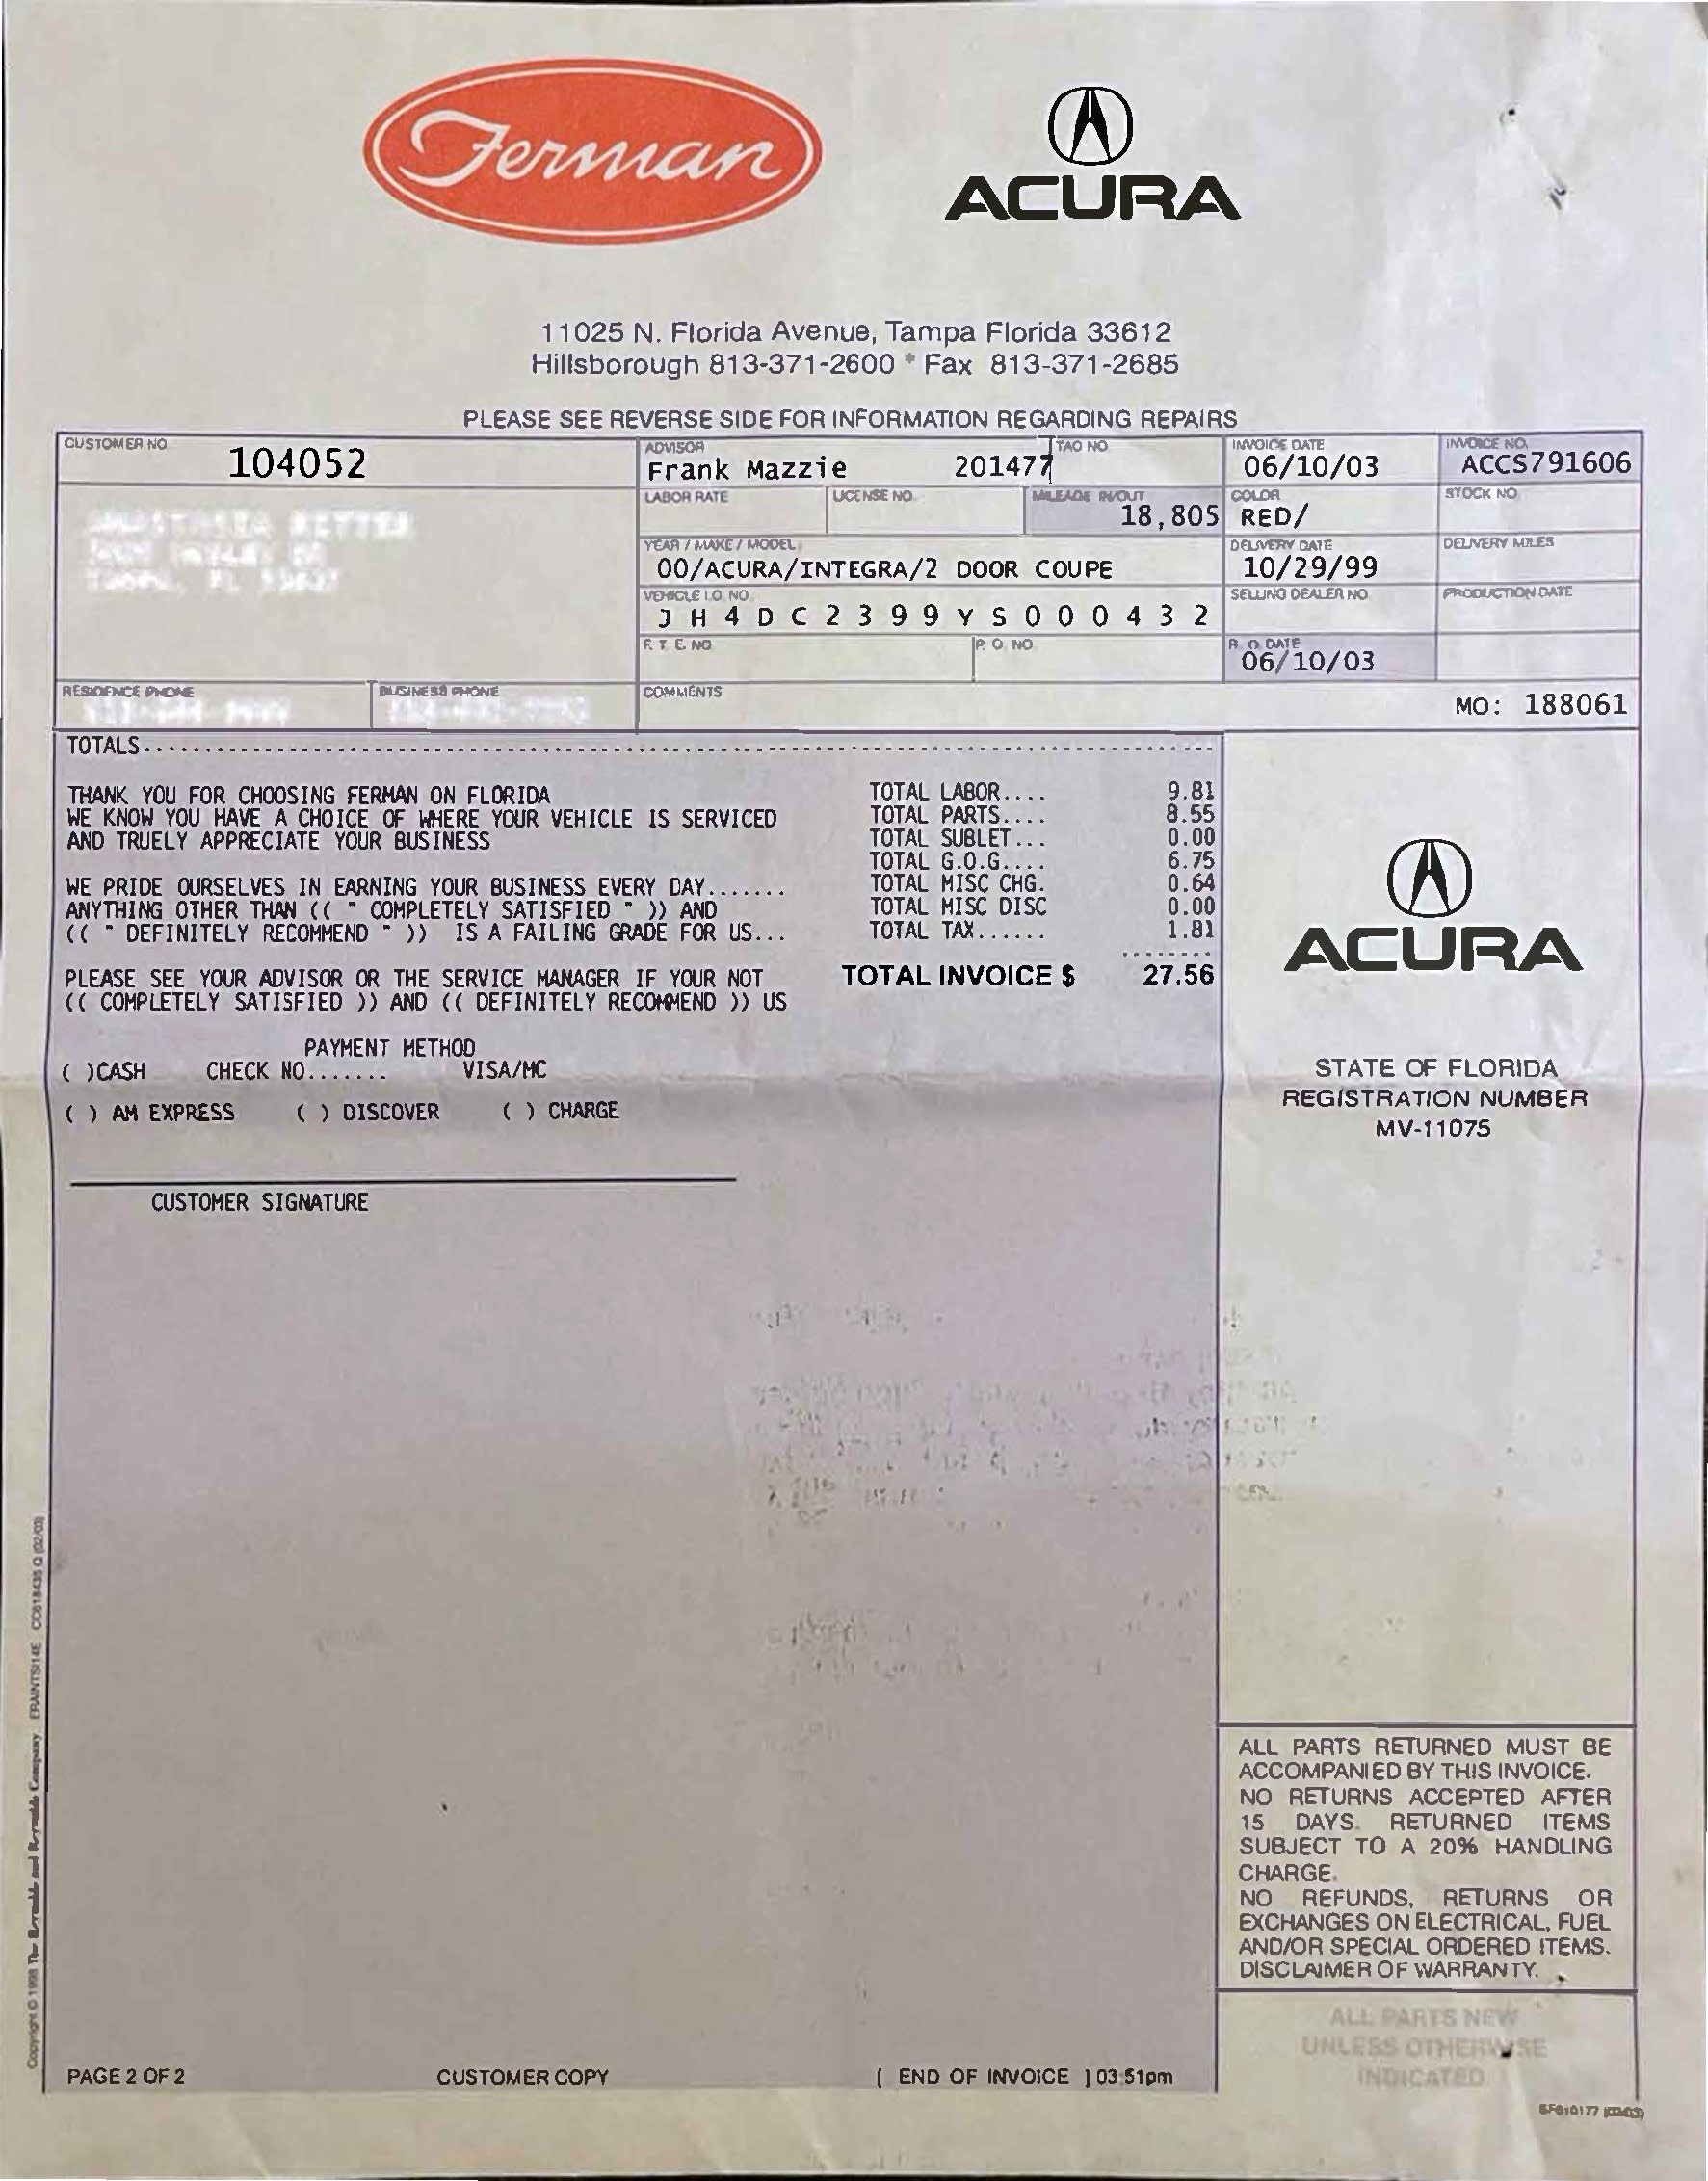 Ferman
ACURA
11025 N. Florida Avenue, Tampa Florida 33612
Hillsborough 813-371-2600 * Fax 813-371-2685
PLEASE SEE REVERSE SIDE FOR INFORMATION REGARDING REPAIRS
CUSTOMER NO. 104052
ADVISOR Frank Mazzie 201477 TAG NO.
INVOICE DATE 06/10/03
INVOICE NO. ACCS791606
LABOR RATE
LICENSE NO.
MILEAGE IN/OUT 18,805
COLOR RED/
STOCK NO.
YEAR / MAKE / MODEL 00/ACURA/INTEGRA/2 DOOR COUPE
DELIVERY DATE 10/29/99
DELIVERY MILES
VEHICLE I.D. NO. J H 4 D C 2 3 9 9 Y S 0 0 0 4 3 2
SELLING DEALER NO.
PRODUCTION DATE
F. T. E. NO.
P. O. NO.
R. O. DATE 06/10/03
RESIDENCE PHONE
BUSINESS PHONE
COMMENTS
MO: 188061
TOTALS
THANK YOU FOR CHOOSING FERMAN ON FLORIDA
WE KNOW YOU HAVE A CHOICE OF WHERE YOUR VEHICLE IS SERVICED
AND TRUELY APPRECIATE YOUR BUSINESS
WE PRIDE OURSELVES IN EARNING YOUR BUSINESS EVERY DAY.......
ANYTHING OTHER THAN (( " COMPLETELY SATISFIED " )) AND
(( " DEFINITELY RECOMMEND " )) IS A FAILING GRADE FOR US...
PLEASE SEE YOUR ADVISOR OR THE SERVICE MANAGER IF YOUR NOT
(( COMPLETELY SATISFIED )) AND (( DEFINITELY RECOMMEND )) US
TOTAL LABOR.... 9.81
TOTAL PARTS.... 8.55
TOTAL SUBLET... 0.00
TOTAL G.O.G.... 6.75
TOTAL MISC CHG. 0.64
TOTAL MISC DISC 0.00
TOTAL TAX...... 1.81
TOTAL INVOICE $ 27.56
PAYMENT METHOD
( )CASH CHECK NO....... VISA/MC
( ) AM EXPRESS ( ) DISCOVER ( ) CHARGE
CUSTOMER SIGNATURE
ACURA
STATE OF FLORIDA
REGISTRATION NUMBER
MV-11075
ALL PARTS RETURNED MUST BE
ACCOMPANIED BY THIS INVOICE.
NO RETURNS ACCEPTED AFTER
15 DAYS. RETURNED ITEMS
SUBJECT TO A 20% HANDLING
CHARGE.
NO REFUNDS, RETURNS OR
EXCHANGES ON ELECTRICAL, FUEL
AND/OR SPECIAL ORDERED ITEMS.
DISCLAIMER OF WARRANTY.
ALL PARTS NEW
UNLESS OTHERWISE
INDICATED
PAGE 2 OF 2
CUSTOMER COPY
[ END OF INVOICE ] 03:51pm
Copyright © 1998 The Reynolds and Reynolds Company ERAINTSI14E CC618435 Q (02/03)